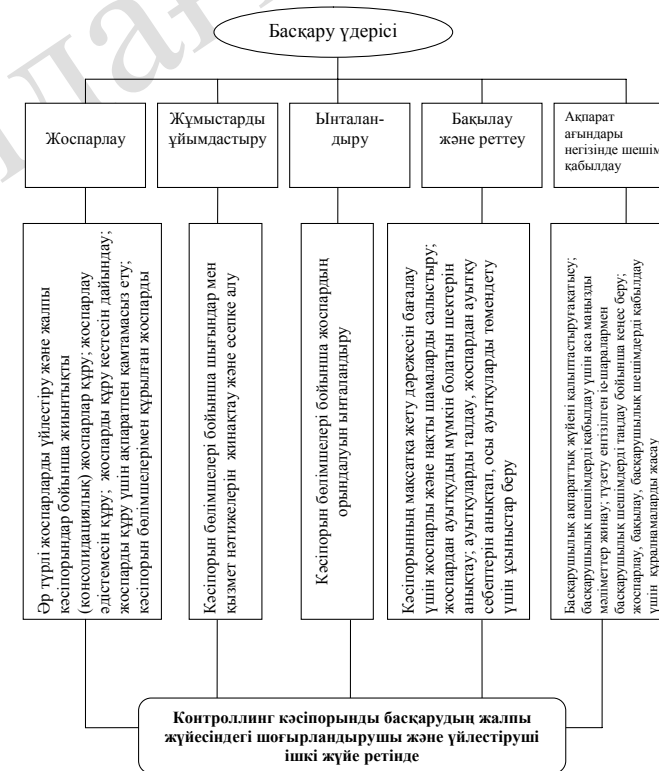 Басқару үдерісі
Жоспарлау
Жұмыстарды
ұйымдастыру
Ынталан-
дыру
Бақылау
және реттеу
Ақпарат
ағындары
негізінде шешім
қабылдау
Әр түрлі жоспарларды үйлестіру және жалпы
кәсіпорындар бойынша жиынтықты
(консолидациялық) жоспарлар құру; жоспарлау
әдістемесін құру; жоспарды құру кестесін дайындау;
жоспарды құру үшін ақпаратпен қамтамасыз ету;
кәсіпорын бөлімшелерімен құрылған жоспарды
Кәсіпорын бөлімшелері бойынша шығындар мен
қызмет нәтижелерін жинақтау және есепке алу
Кәсіпорын бөлімшелері бойынша жоспардың
орындалуын ынталандыру
Кәсіпорынның мақсатқа жету дәрежесін бағалау
үшін жоспарлы және нақты шамаларды салыстыру;
жоспардан ауытқудың мүмкін болатын шектерін
анықтау; ауытқуларды талдау, жоспардан ауытқу
себептерін анықтап, осы ауытқуларды төмендету
үшін ұсыныстар беру
Басқарушылық ақпараттық жүйені қалыптастыруғақатысу;
басқарушылық шешімдерді қабылдау үшін аса маңызды
мәліметтер жинау; түзету енгізілген іс-шаралармен
басқарушылық шешімдерді таңдау бойынша кеңес беру;
жоспарлау, бақылау, басқарушылық шешімдерді қабылдау
үшін құралнамаларды жасау
Контроллинг кәсіпорынды басқарудың жалпы
жүйесіндегі шоғырландырушы және үйлестіруші
ішкі жүйе ретінде